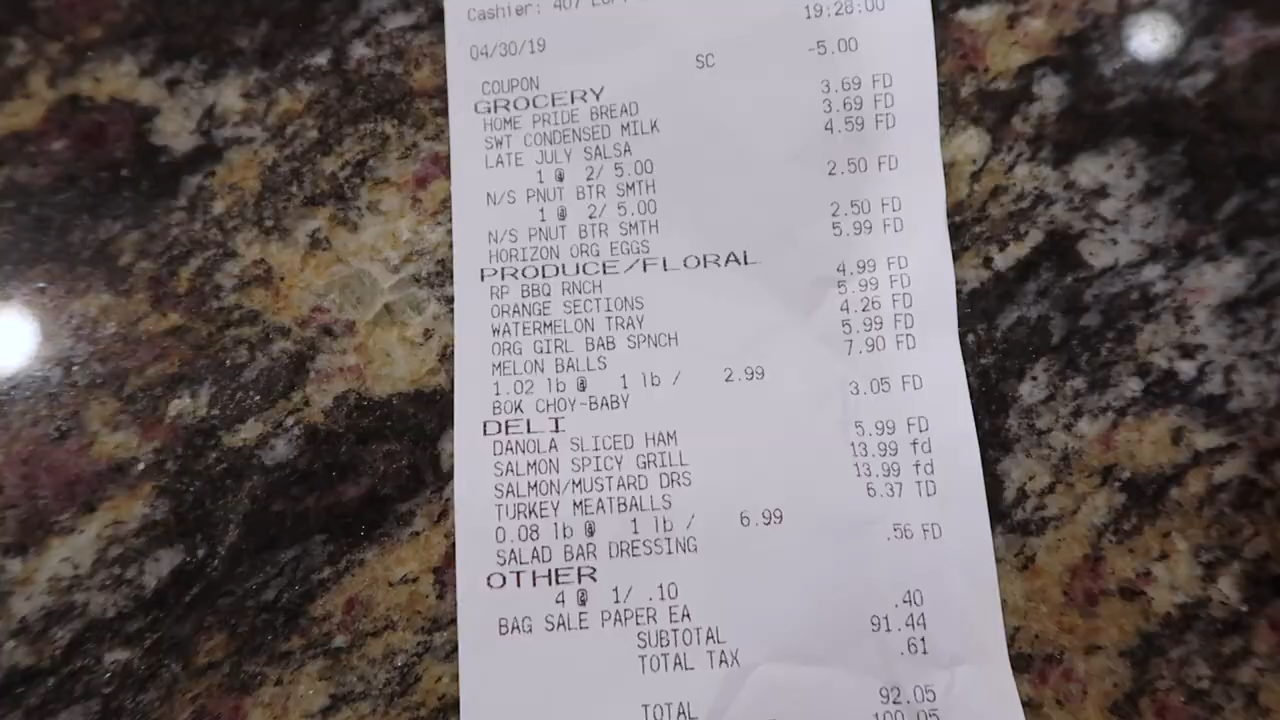 Cashier: 407
19:28:00
04/30/19
COUPON SC -5.00
GROCERY
HOME PRIDE BREAD 3.69 FD
SWT CONDENSED MILK 3.69 FD
LATE JULY SALSA 4.59 FD
1 @ 2/ 5.00
N/S PNUT BTR SMTH 2.50 FD
1 @ 2/ 5.00
N/S PNUT BTR SMTH 2.50 FD
HORIZON ORG EGGS 5.99 FD
PRODUCE/FLORAL
RP BBQ RNCH 4.99 FD
ORANGE SECTIONS 5.99 FD
WATERMELON TRAY 4.26 FD
ORG GIRL BAB SPNCH 5.99 FD
MELON BALLS 7.90 FD
1.02 lb @ 1 lb / 2.99
BOK CHOY-BABY 3.05 FD
DELI
DANOLA SLICED HAM 5.99 FD
SALMON SPICY GRILL 13.99 fd
SALMON/MUSTARD DRS 13.99 fd
TURKEY MEATBALLS 6.37 TD
0.08 lb @ 1 lb / 6.99
SALAD BAR DRESSING .56 FD
OTHER
4 @ 1/ .10
BAG SALE PAPER EA .40
SUBTOTAL 91.44
TOTAL TAX .61
TOTAL 92.05
100.05